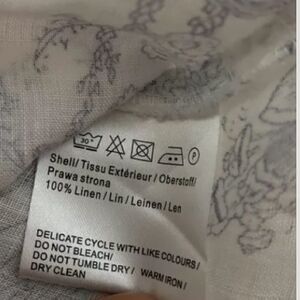 30°
P
Shell/ Tissu Extérieur / Oberstoff/
Prawa strona
100% Linen / Lin / Leinen / Len
DELICATE CYCLE WITH LIKE COLOURS /
DO NOT BLEACH/
DO NOT TUMBLE DRY / WARM IRON /
DRY CLEAN